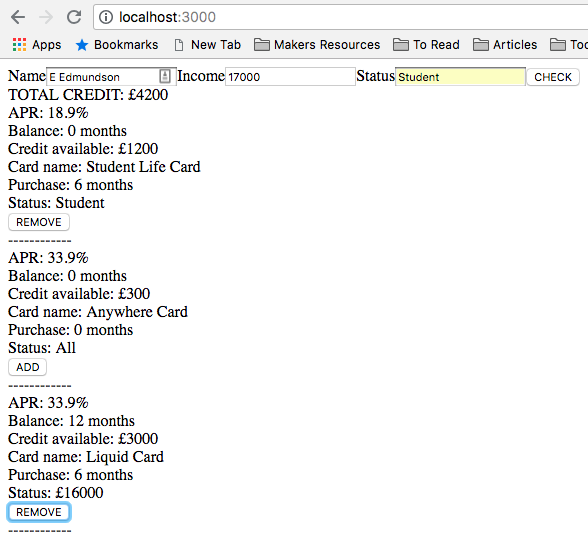 localhost:3000
Apps Bookmarks New Tab Makers Resources To Read Articles Too
Name E Edmundson Income 17000 Status Student CHECK
TOTAL CREDIT: £4200
APR: 18.9%
Balance: 0 months
Credit available: £1200
Card name: Student Life Card
Purchase: 6 months
Status: Student
REMOVE
------------
APR: 33.9%
Balance: 0 months
Credit available: £300
Card name: Anywhere Card
Purchase: 0 months
Status: All
ADD
------------
APR: 33.9%
Balance: 12 months
Credit available: £3000
Card name: Liquid Card
Purchase: 6 months
Status: £16000
REMOVE
------------